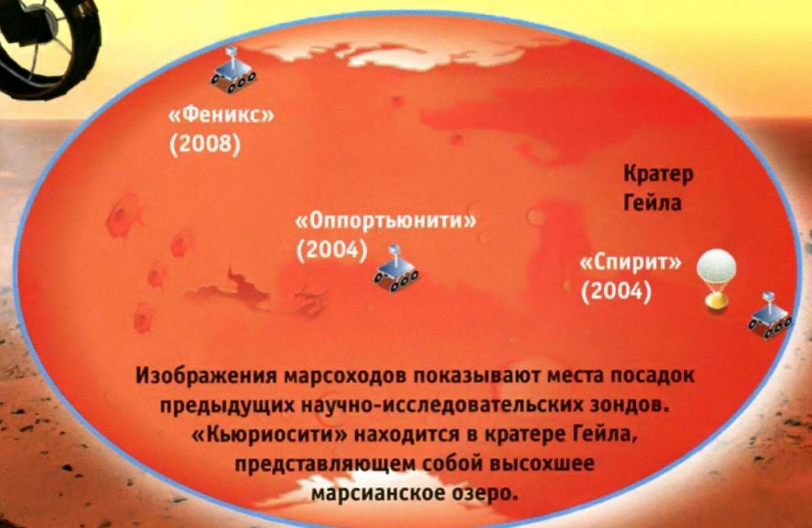 «Феникс»
(2008)
Кратер
Гейла
«Оппортьюнити»
(2004)
«Спирит»
(2004)
Изображения марсоходов показывают места посадок
предыдущих научно-исследовательских зондов.
«Кьюриосити» находится в кратере Гейла,
представляющем собой высохшее
марсианское озеро.